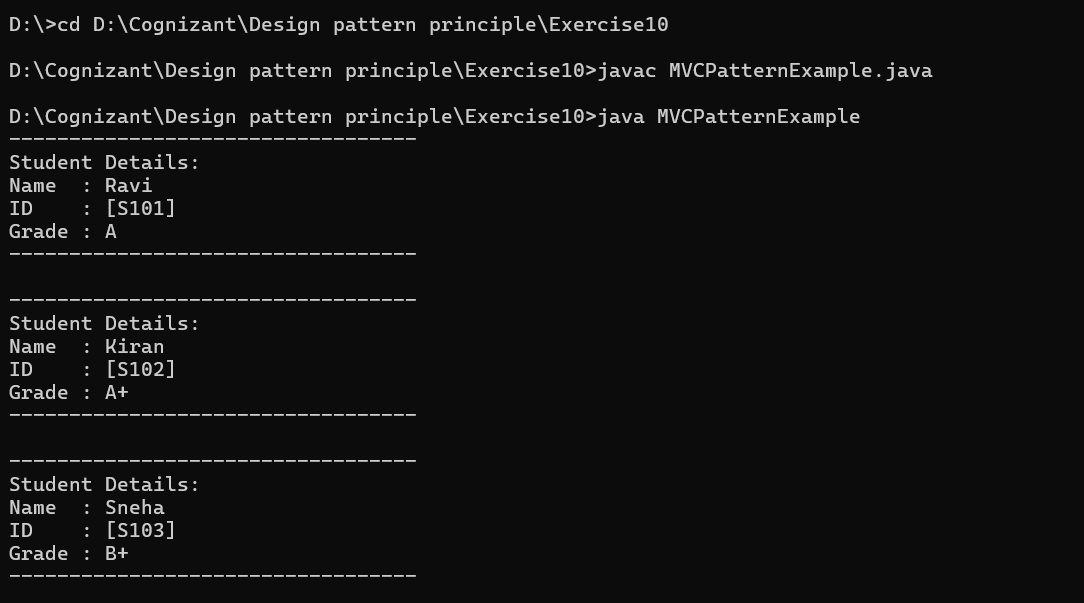 D:\>cd D:\Cognizant\Design pattern principle\Exercise10
D:\Cognizant\Design pattern principle\Exercise10>javac MVCPatternExample.java
D:\Cognizant\Design pattern principle\Exercise10>java MVCPatternExample
----------------------------------
Student Details:
Name  : Ravi
ID    : [S101]
Grade : A
----------------------------------
----------------------------------
Student Details:
Name  : Kiran
ID    : [S102]
Grade : A+
----------------------------------
----------------------------------
Student Details:
Name  : Sneha
ID    : [S103]
Grade : B+
----------------------------------